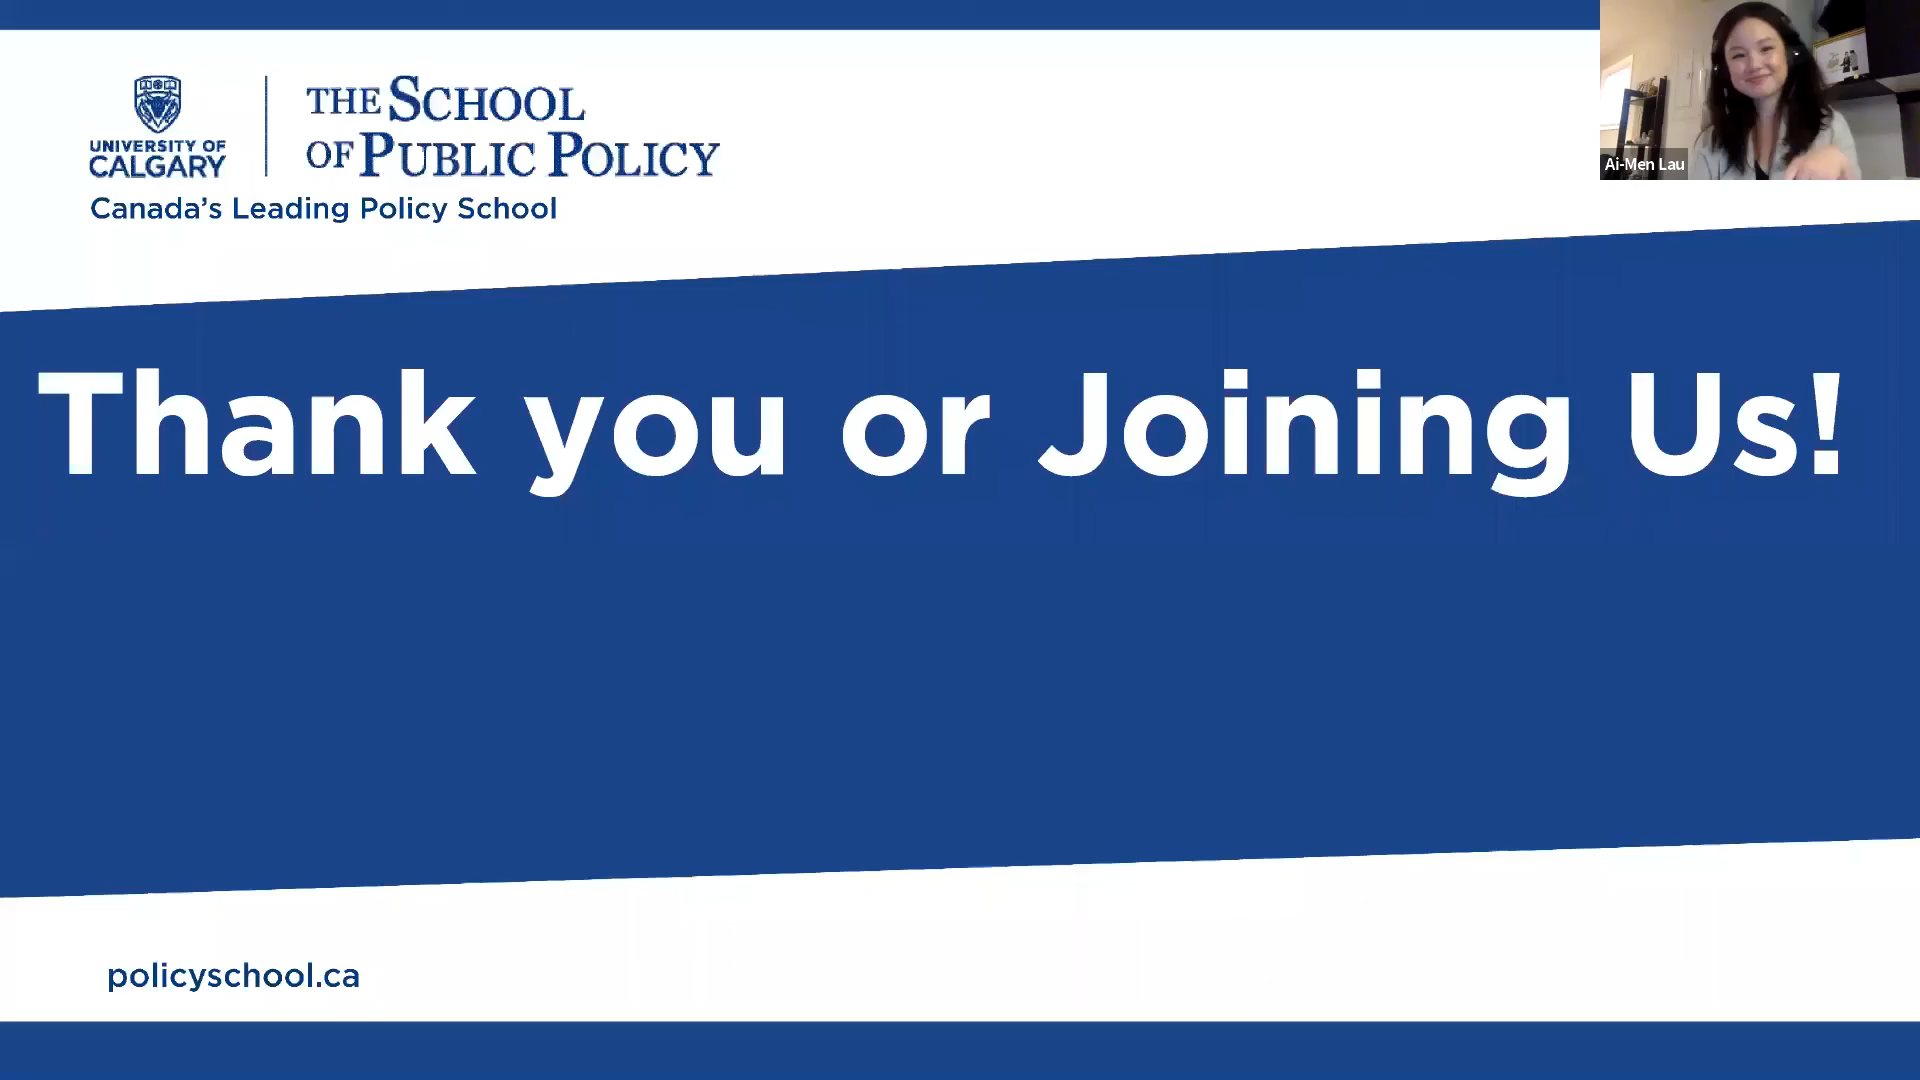 UNIVERSITY OF
CALGARY
THE SCHOOL
OF PUBLIC POLICY
Canada's Leading Policy School
Ai-Men Lau
Thank you or Joining Us!
policyschool.ca